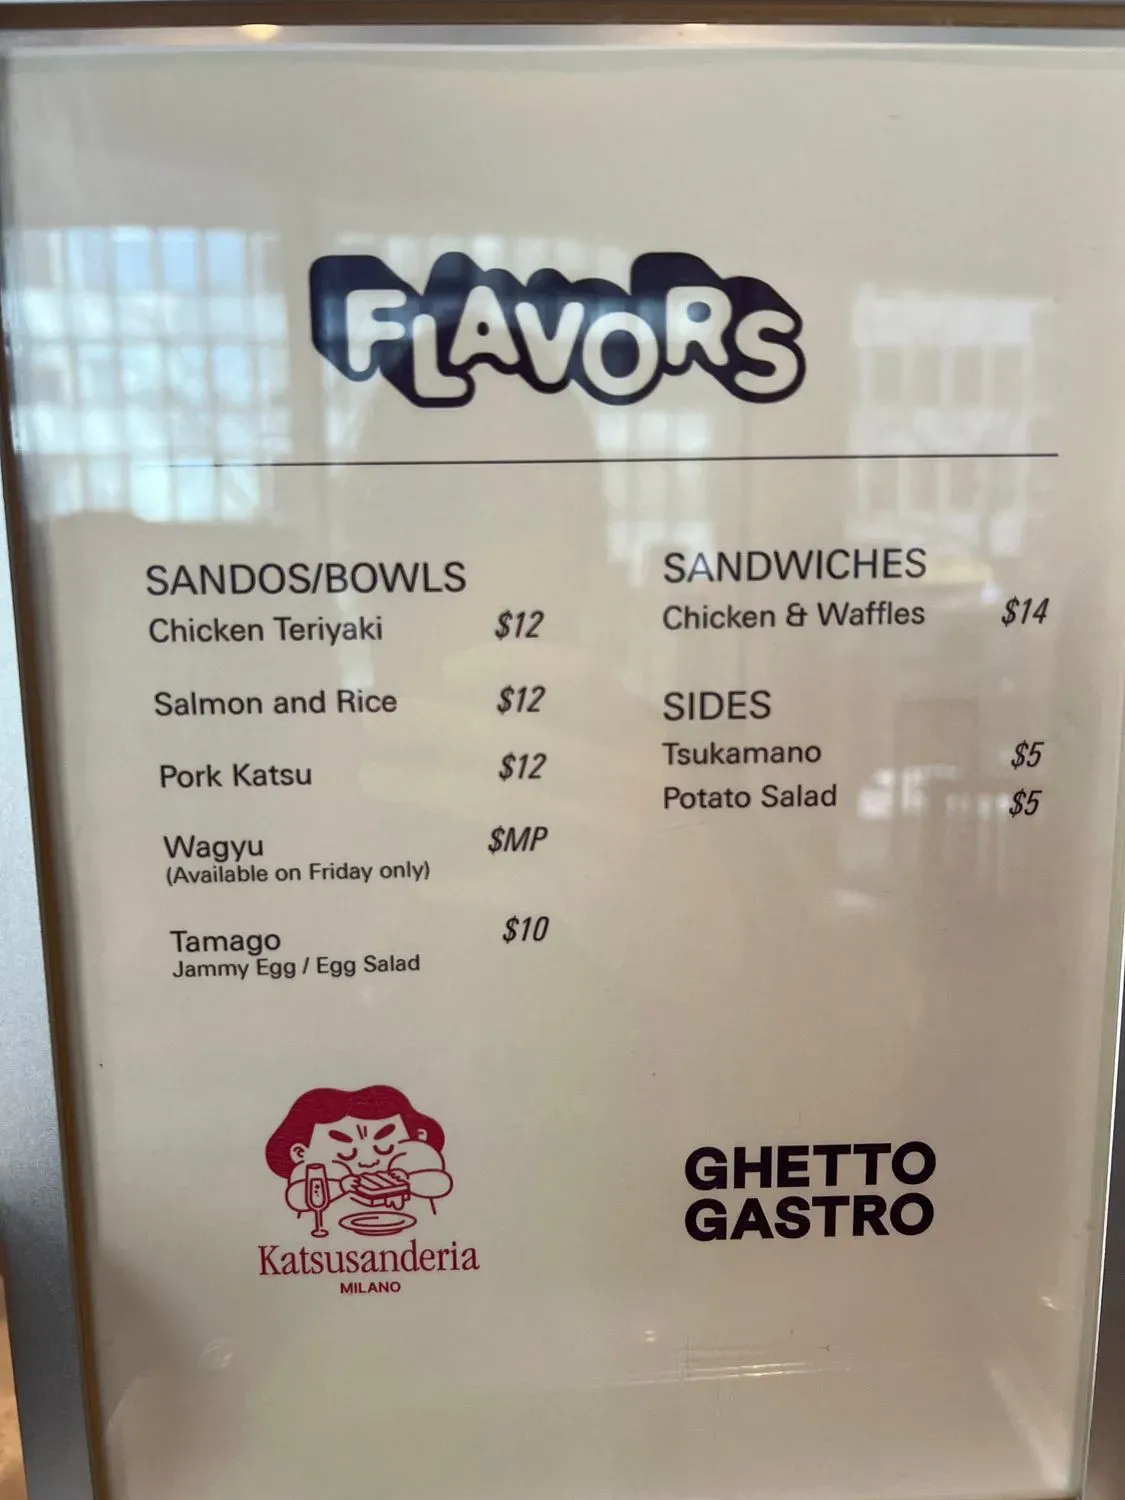 FLAVORS
SANDOS/BOWLS
Chicken Teriyaki $12
Salmon and Rice $12
Pork Katsu $12
Wagyu $MP
(Available on Friday only)
Tamago $10
Jammy Egg / Egg Salad
SANDWICHES
Chicken & Waffles $14
SIDES
Tsukamano $5
Potato Salad $5
Katsusanderia
MILANO
GHETTO
GASTRO